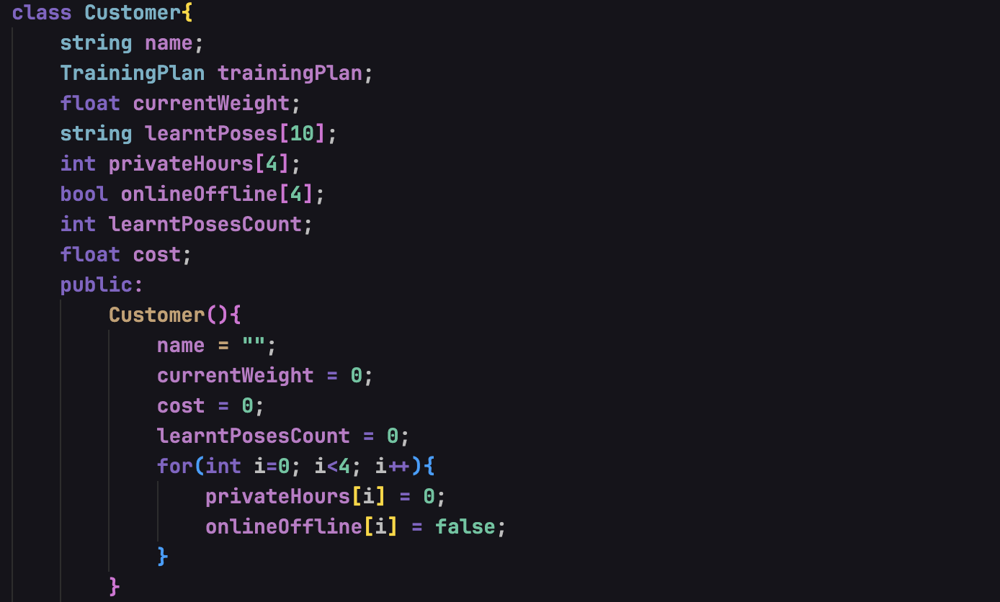 class Customer{
string name;
TrainingPlan trainingPlan;
float currentWeight;
string learntPoses[10];
int privateHours[4];
bool onlineOffline[4];
int learntPosesCount;
float cost;
public:
Customer(){
name = "";
currentWeight = 0;
cost = 0;
learntPosesCount = 0;
for(int i=0; i<4; i++){
privateHours[i] = 0;
onlineOffline[i] = false;
}
}